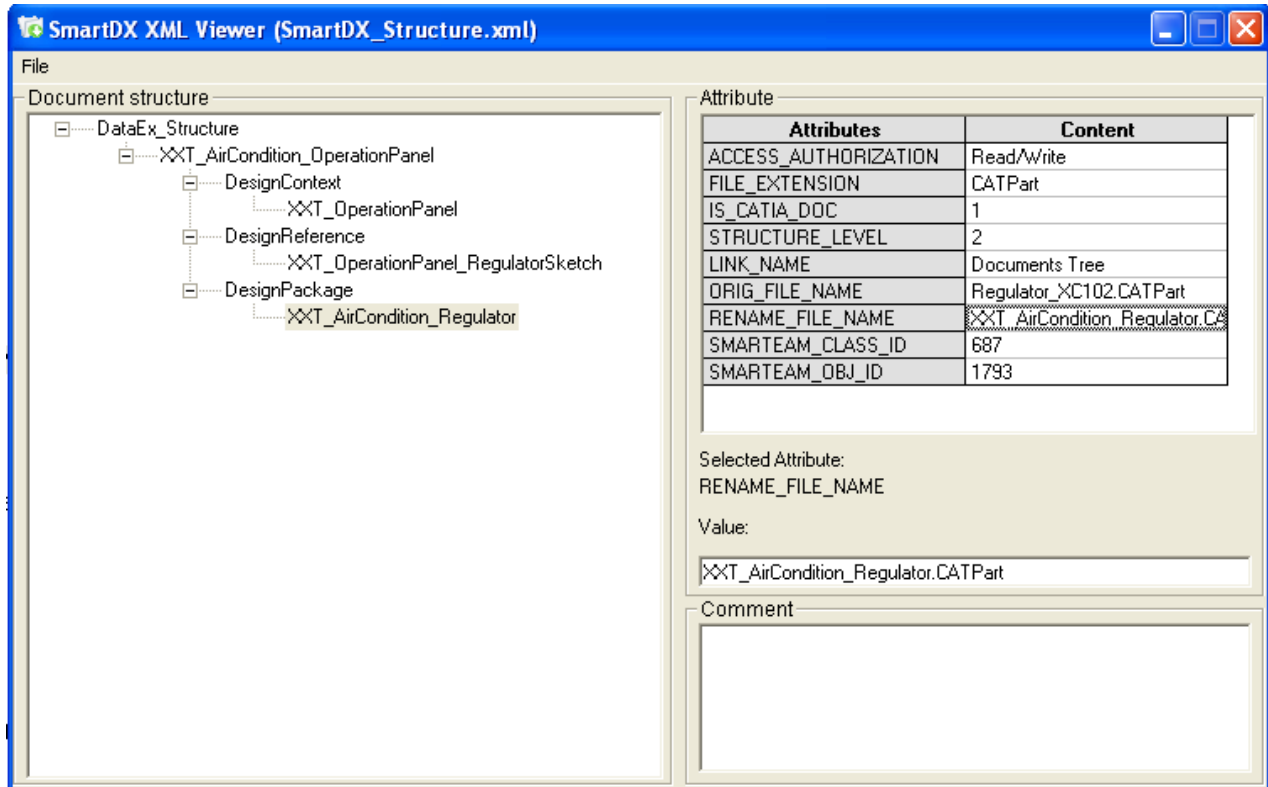 SmartDX XML Viewer (SmartDX_Structure.xml)
File
Document structure
DataEx_Structure
XXT_AirCondition_OperationPanel
DesignContext
XXT_OperationPanel
DesignReference
XXT_OperationPanel_RegulatorSketch
DesignPackage
XXT_AirCondition_Regulator
Attribute
Attributes Content
ACCESS_AUTHORIZATION Read/Write
FILE_EXTENSION CATPart
IS_CATIA_DOC 1
STRUCTURE_LEVEL 2
LINK_NAME Documents Tree
ORIG_FILE_NAME Regulator_XC102.CATPart
RENAME_FILE_NAME XXT_AirCondition_Regulator.CA
SMARTEAM_CLASS_ID 687
SMARTEAM_OBJ_ID 1793
Selected Attribute:
RENAME_FILE_NAME
Value:
XXT_AirCondition_Regulator.CATPart
Comment